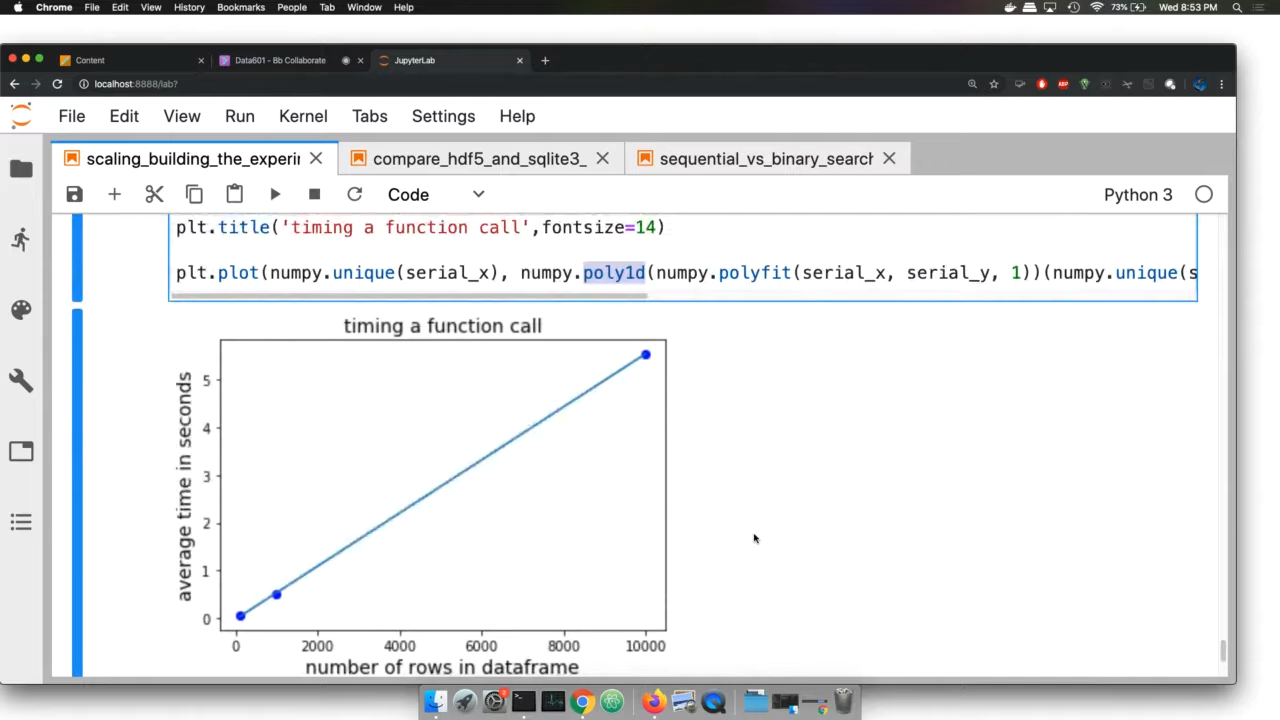 Chrome File Edit View History Bookmarks People Tab Window Help 73% Wed 8:53 PM
Content Data601 - Bb Collaborate JupyterLab
localhost:8888/lab?
File Edit View Run Kernel Tabs Settings Help
scaling_building_the_experin compare_hdf5_and_sqlite3_ sequential_vs_binary_search
Code Python 3
plt.title('timing a function call',fontsize=14)
plt.plot(numpy.unique(serial_x), numpy.poly1d(numpy.polyfit(serial_x, serial_y, 1))(numpy.unique(s
timing a function call
average time in seconds
5
4
3
2
1
0
0 2000 4000 6000 8000 10000
number of rows in dataframe